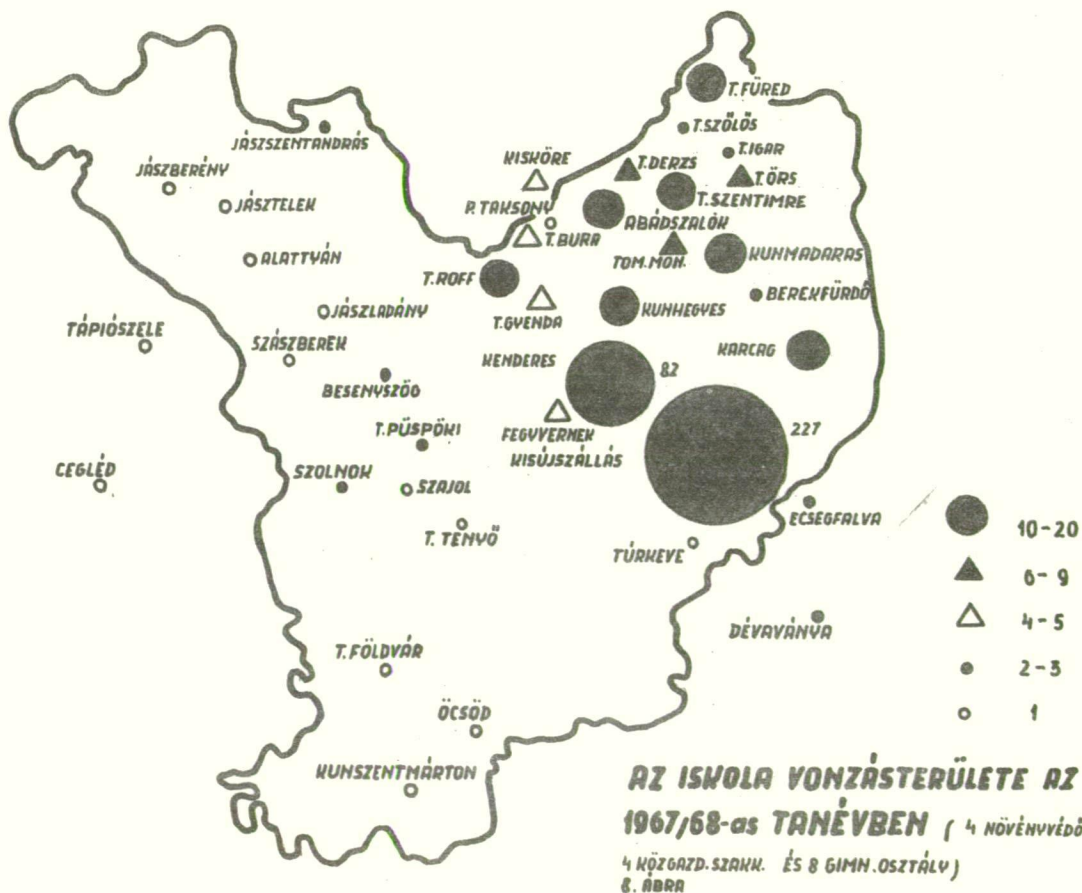 T.FÜRED
T.SZŐLŐS
JÁSZSZENTANDRÁS
T.IGAR
KISKÖRE
T.DERZS
JÁSZBERÉNY
T.ÖRS
T.SZENTIMRE
JÁSZTELEK
P.TAKSONY
ABÁDSZALÓK
T.BURA
ALATTYÁN
TOM.MON.
KUNMADARAS
T.ROFF
BEREKFÜRDŐ
JÁSZLADÁNY
T.GYENDA
KUNHEGYES
TÁPIÓSZELE
SZÁSZBEREK
KARCAG
KENDERES
82
BESENYSZÖG
T.PÜSPÖKI
FEGYVERNEK
227
KISÚJSZÁLLÁS
CEGLÉD
SZOLNOK
SZAJOL
ECSEGFALVA
10-20
T. TÉNYŐ
TÚRKEVE
6-9
DÉVAVÁNYA
4-5
T.FÖLDVÁR
2-3
ÖCSÖD
1
KUNSZENTMÁRTON
AZ ISKOLA VONZÁSTERÜLETE AZ
1967/68-as TANÉVBEN ( 4 NÖVÉNYVÉDŐ
4 KÖZGAZD.SZAKK. ÉS 8 GIMN.OSZTÁLY)
8. ÁBRA